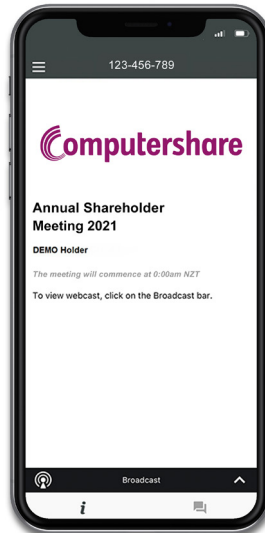 123-456-789
Computershare
Annual Shareholder
Meeting 2021
DEMO Holder
The meeting will commence at 0:00am NZT
To view webcast, click on the Broadcast bar.
Broadcast
i